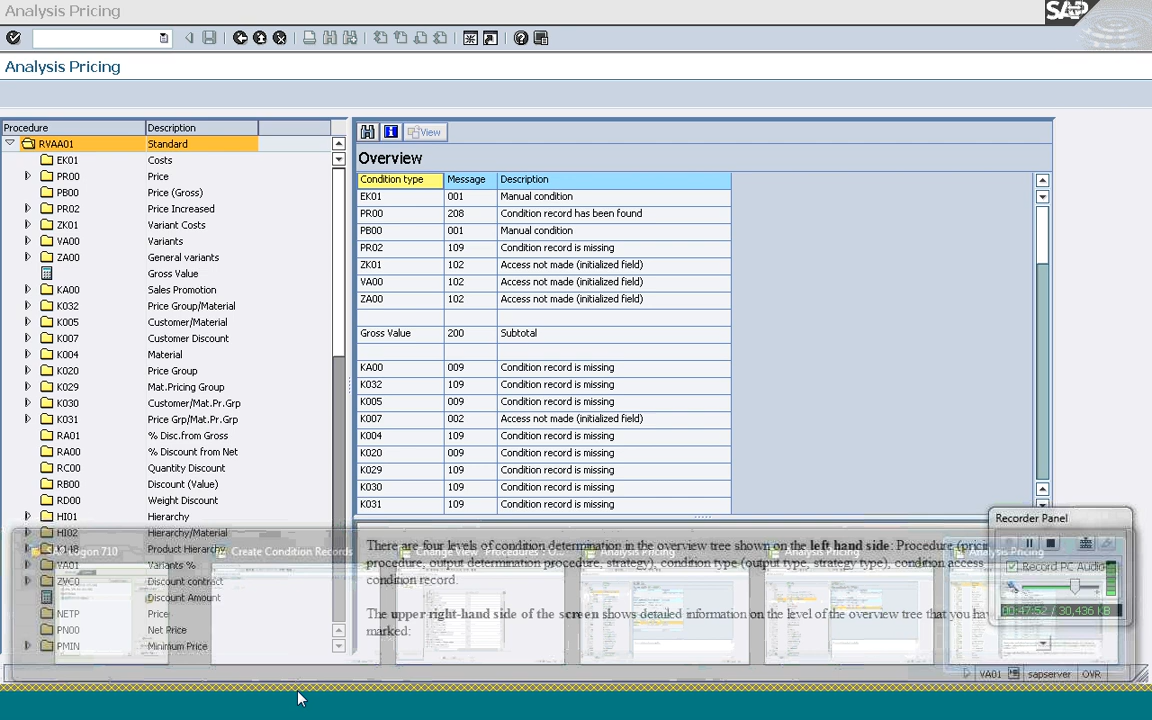 Analysis Pricing
SAP
Analysis Pricing
Procedure Description
RVAA01 Standard
EK01 Costs
PR00 Price
PB00 Price (Gross)
PR02 Price Increased
ZK01 Variant Costs
VA00 Variants
ZA00 General variants
Gross Value
KA00 Sales Promotion
K032 Price Group/Material
K005 Customer/Material
K007 Customer Discount
K004 Material
K020 Price Group
K029 Mat.Pricing Group
K030 Customer/Mat.Pr.Grp
K031 Price Grp/Mat.Pr.Grp
RA01 % Disc.from Gross
RA00 % Discount from Net
RC00 Quantity Discount
RB00 Discount (Value)
RD00 Weight Discount
HI01 Hierarchy
HI02 Hierarchy/Material
Product Hierarchy
VA01 Variants %
Discount contract
Discount Amount
NETP Price
PN00 Net Price
PMIN Minimum Price
View
Overview
Condition type Message Description
EK01 001 Manual condition
PR00 208 Condition record has been found
PB00 001 Manual condition
PR02 109 Condition record is missing
ZK01 102 Access not made (initialized field)
VA00 102 Access not made (initialized field)
ZA00 102 Access not made (initialized field)
Gross Value 200 Subtotal
KA00 009 Condition record is missing
K032 109 Condition record is missing
K005 009 Condition record is missing
K007 002 Access not made (initialized field)
K004 109 Condition record is missing
K020 009 Condition record is missing
K029 109 Condition record is missing
K030 109 Condition record is missing
K031 109 Condition record is missing
There are four levels of condition determination in the overview tree shown on the left hand side: Procedure
procedure, output determination procedure, strategy), condition type (output type, strategy type), condition access
condition record.
The upper right-hand side of the screen shows detailed information on the level of the overview tree that you
marked:
710
Create Condition Records
Change View
Analysis Pricing
Analysis Pricing
Recorder Panel
Record PC Audio
00:47:52 / 30,436 KB
VA01 sapserver OVR